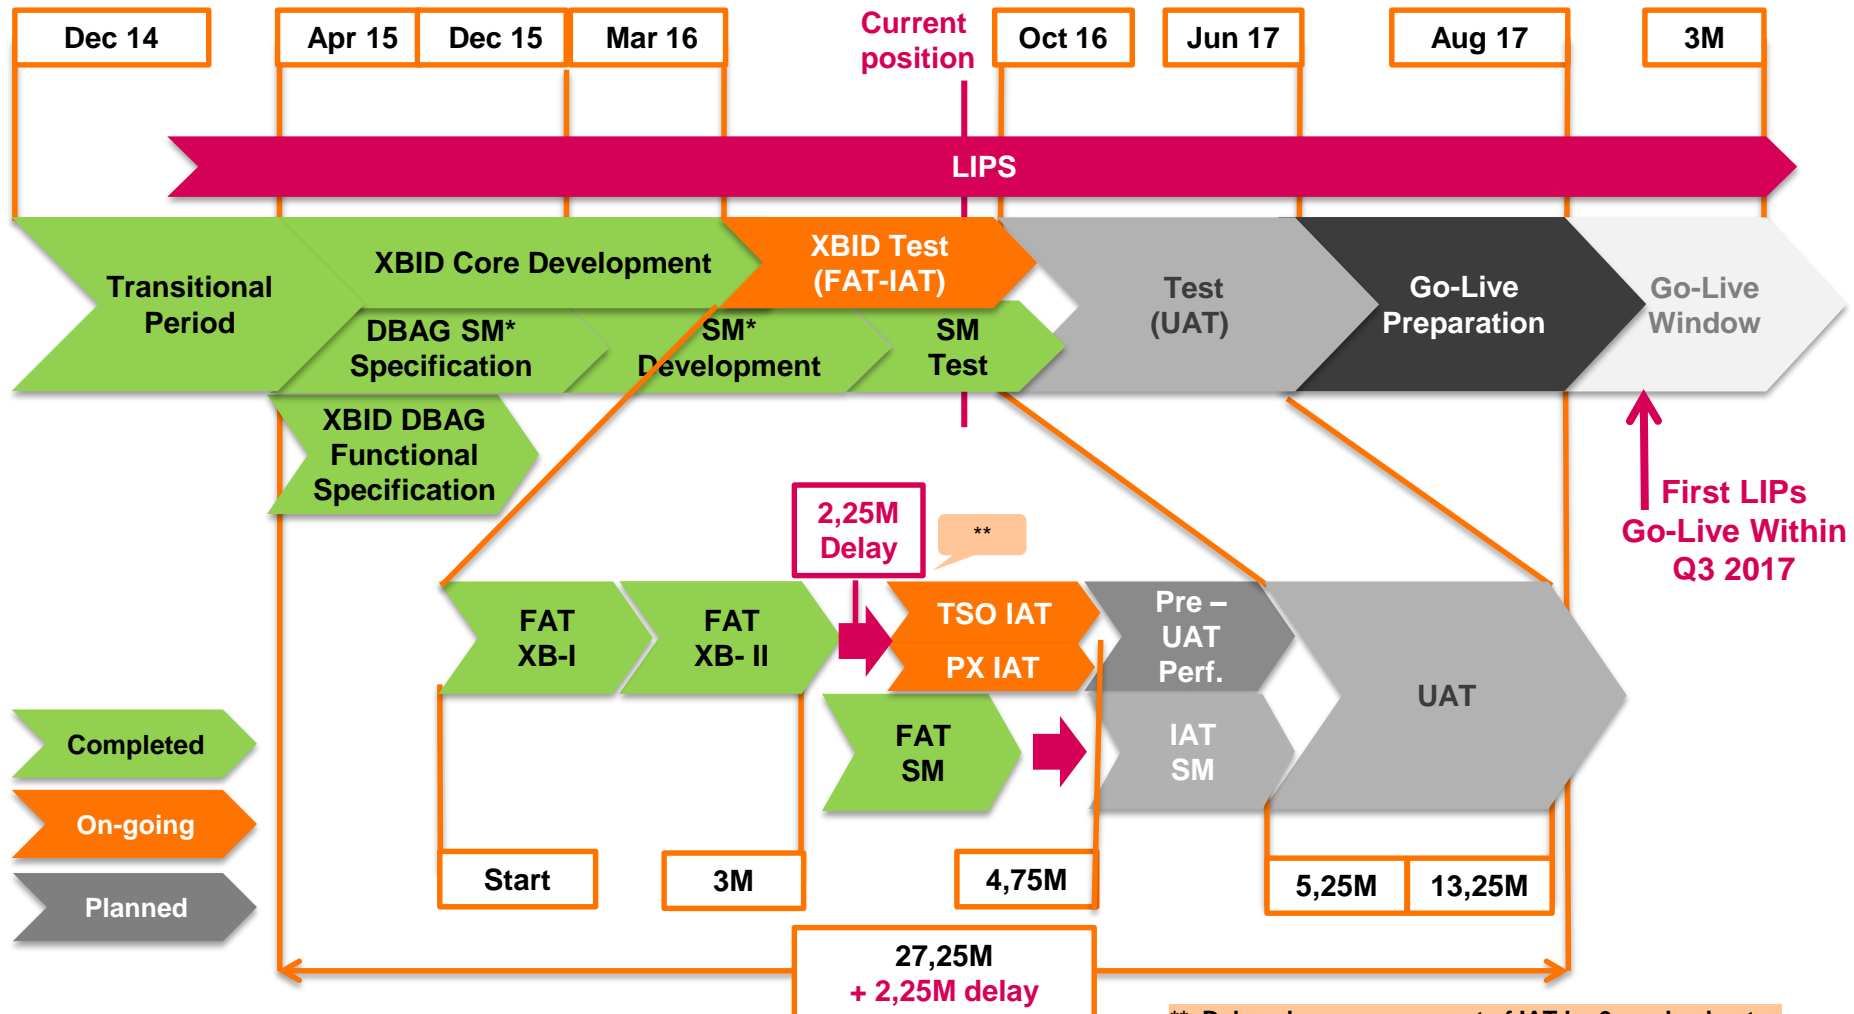 Dec 14
Apr 15
Dec 15
Mar 16
Current
position
Oct 16
Jun 17
Aug 17
3M
LIPS
Transitional
Period
XBID Core Development
XBID Test
(FAT-IAT)
Test
(UAT)
Go-Live
Preparation
Go-Live
Window
DBAG SM*
Specification
SM*
Development
SM
Test
XBID DBAG
Functional
Specification
First LIPs
Go-Live Within
Q3 2017
2,25M
Delay
**
FAT
XB-I
FAT
XB- II
TSO IAT
PX IAT
Pre –
UAT
Perf.
UAT
FAT
SM
IAT
SM
Completed
On-going
Planned
Start
3M
4,75M
5,25M
13,25M
27,25M
+ 2,25M delay